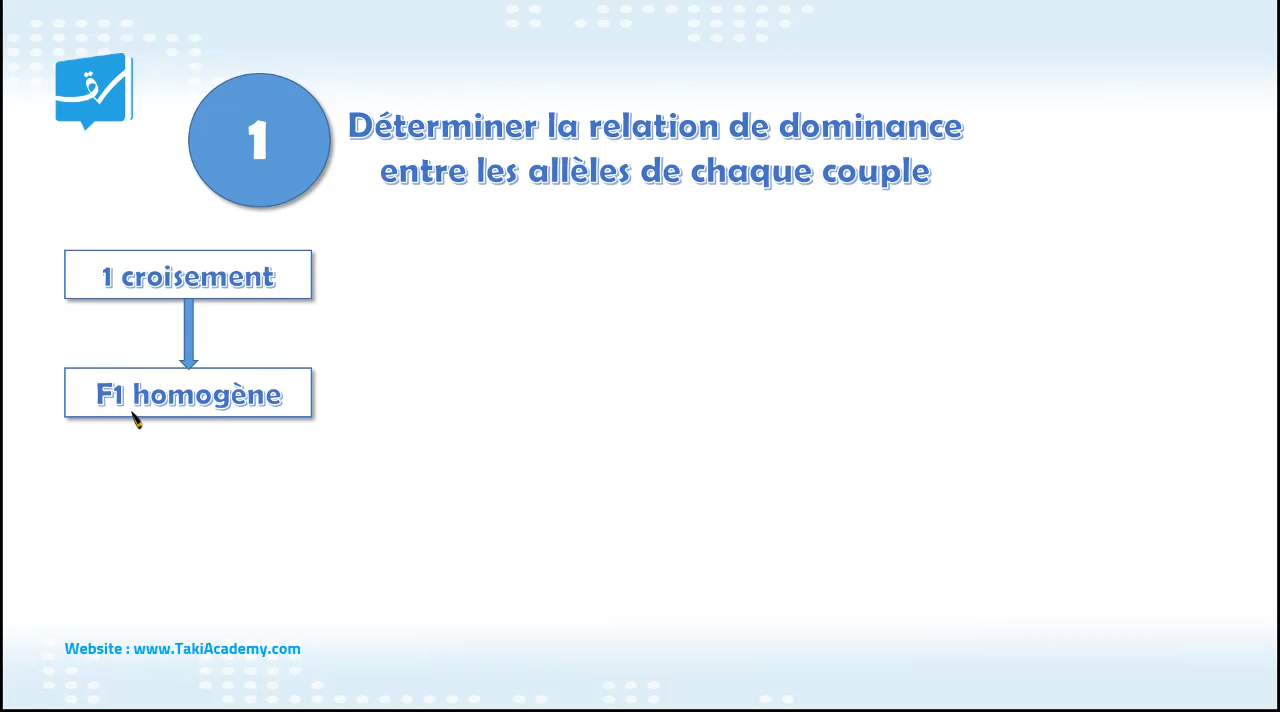 1
Déterminer la relation de dominance
entre les allèles de chaque couple
1 croisement
F1 homogène
Website : www.TakiAcademy.com